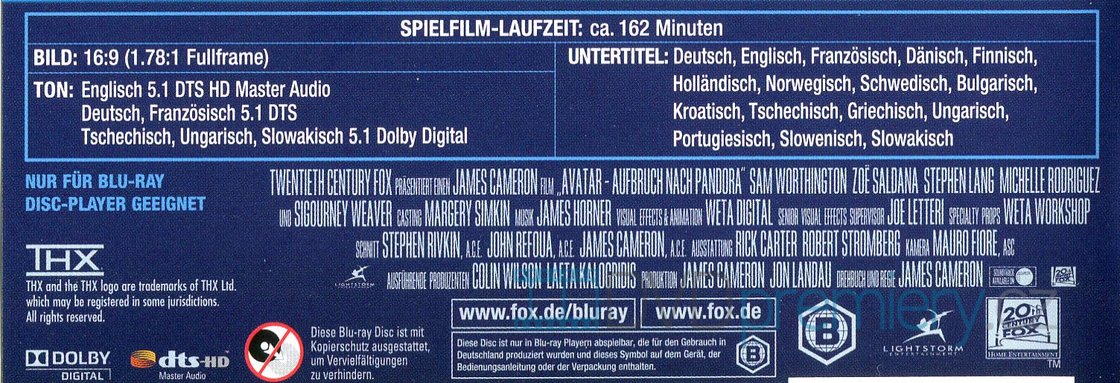 SPIELFILM-LAUFZEIT: ca. 162 Minuten
BILD: 16:9 (1.78:1 Fullframe)
TON: Englisch 5.1 DTS HD Master Audio
Deutsch, Französisch 5.1 DTS
Tschechisch, Ungarisch, Slowakisch 5.1 Dolby Digital
UNTERTITEL: Deutsch, Englisch, Französisch, Dänisch, Finnisch,
Holländisch, Norwegisch, Schwedisch, Bulgarisch,
Kroatisch, Tschechisch, Griechisch, Ungarisch,
Portugiesisch, Slowenisch, Slowakisch
NUR FÜR BLU-RAY
DISC-PLAYER GEEIGNET
TWENTIETH CENTURY FOX PRÄSENTIERT EINEN JAMES CAMERON FILM „AVATAR - AUFBRUCH NACH PANDORA" SAM WORTHINGTON ZOË SALDANA STEPHEN LANG MICHELLE RODRIGUEZ
UND SIGOURNEY WEAVER CASTING MARGERY SIMKIN MUSIK JAMES HORNER VISUAL EFFECTS & ANIMATION WETA DIGITAL SENIOR VISUAL EFFECTS SUPERVISOR JOE LETTERI SPECIALTY PROPS WETA WORKSHOP
SCHNITT STEPHEN RIVKIN, A.C.E. JOHN REFOUA, A.C.E. JAMES CAMERON, A.C.E. AUSSTATTUNG RICK CARTER ROBERT STROMBERG KAMERA MAURO FIORE, ASC
LIGHTSTORM AUSFÜHRENDE PRODUZENTEN COLIN WILSON LAETA KALOGRIDIS PRODUKTION JAMES CAMERON JON LANDAU DREHBUCH UND REGIE JAMES CAMERON
THX
THX and the THX logo are trademarks of THX Ltd.
which may be registered in some jurisdictions.
All rights reserved.
DOLBY
DIGITAL
dts-HD
Master Audio
Diese Blu-ray Disc ist mit
Kopierschutz ausgestattet,
um Vervielfältigungen
zu verhindern.
www.fox.de/bluray
www.fox.de
Diese Disc ist nur in Blu-ray Playern abspielbar, die für den Gebrauch in
Deutschland produziert wurden und dieses Symbol auf dem Gerät, der
Bedienungsanleitung oder der Verpackung enthalten.
B
B
LIGHTSTORM
ENTERTAINMENT
20TH
CENTURY
FOX
HOME ENTERTAINMENT
TM
premiery.cz